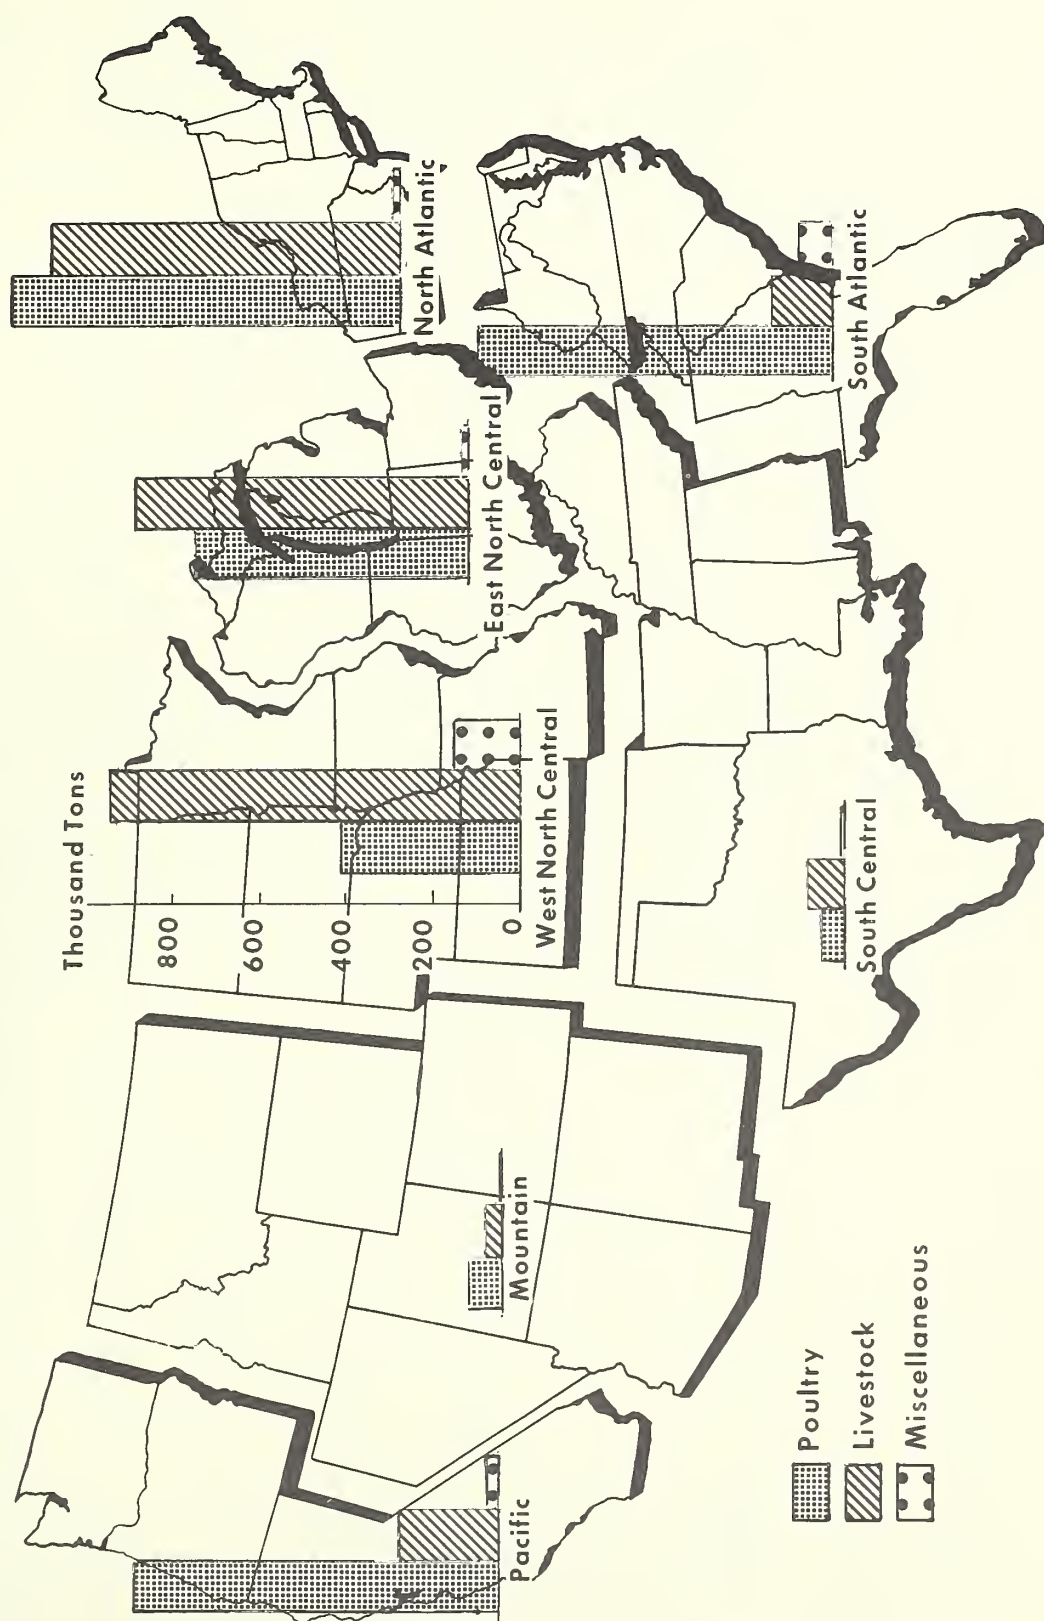 Thousand Tons
800
600
400
200
0
Pacific
Mountain
West North Central
East North Central
North Atlantic
South Central
South Atlantic
Poultry
Livestock
Miscellaneous